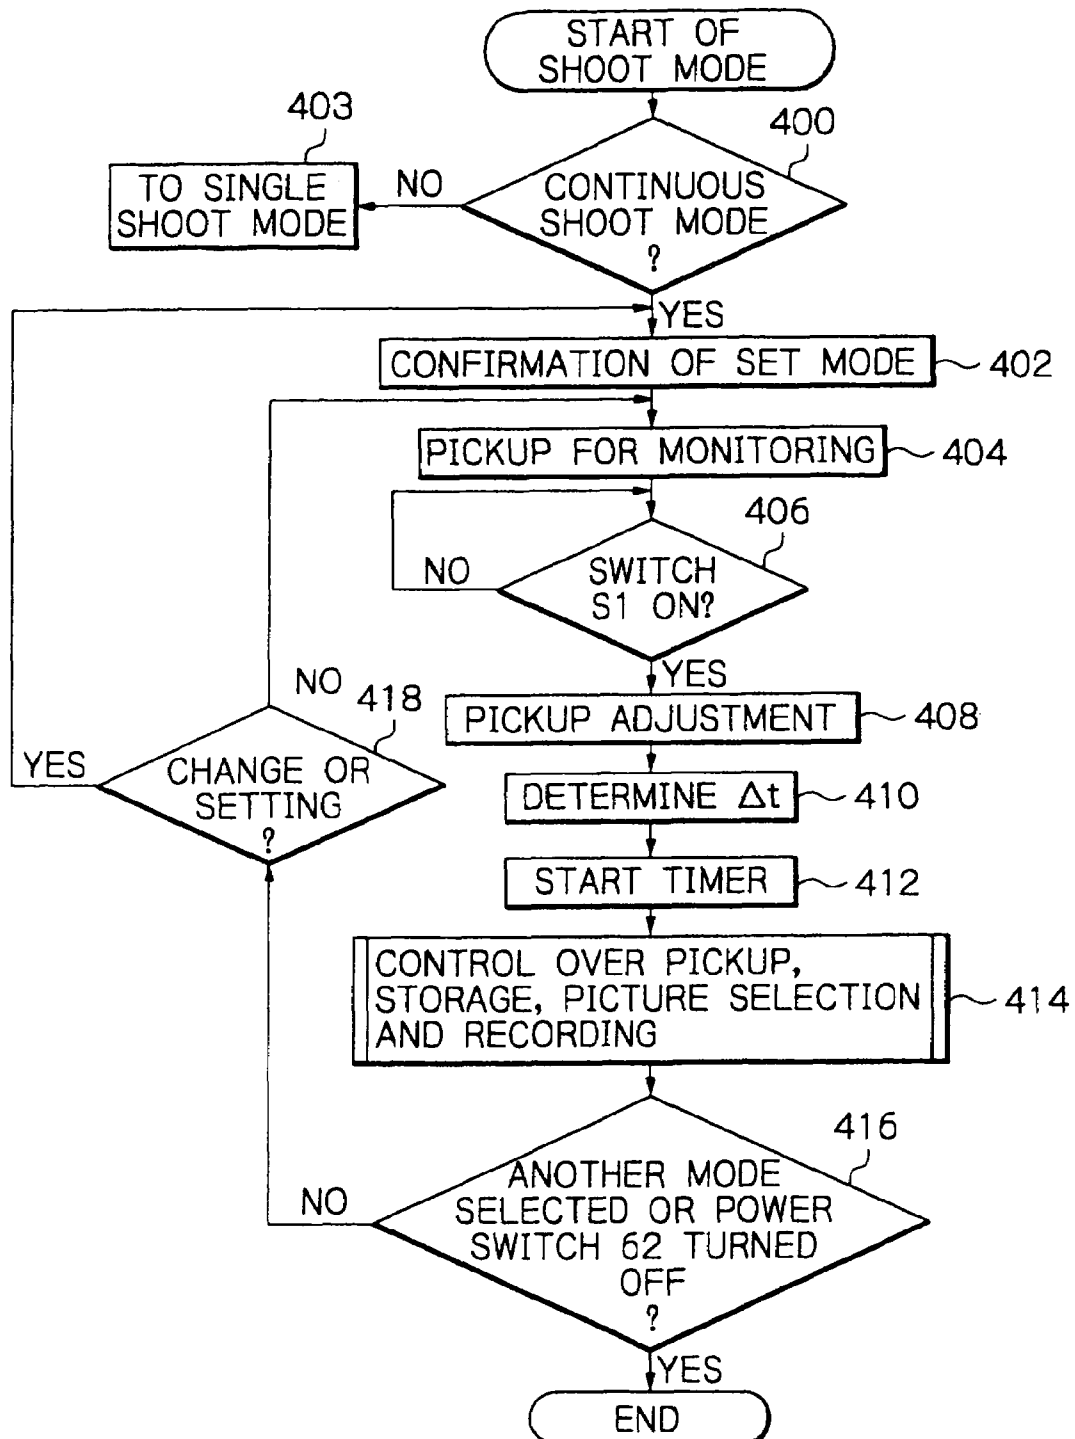 START OF
SHOOT MODE
403
400
TO SINGLE
SHOOT MODE
NO
CONTINUOUS
SHOOT MODE
?
YES
CONFIRMATION OF SET MODE
402
PICKUP FOR MONITORING
404
406
NO
SWITCH
S1 ON?
YES
NO
418
PICKUP ADJUSTMENT
408
YES
CHANGE OR
SETTING
?
DETERMINE Δt
410
START TIMER
412
CONTROL OVER PICKUP,
STORAGE, PICTURE SELECTION
AND RECORDING
414
416
NO
ANOTHER MODE
SELECTED OR POWER
SWITCH 62 TURNED
OFF
?
YES
END